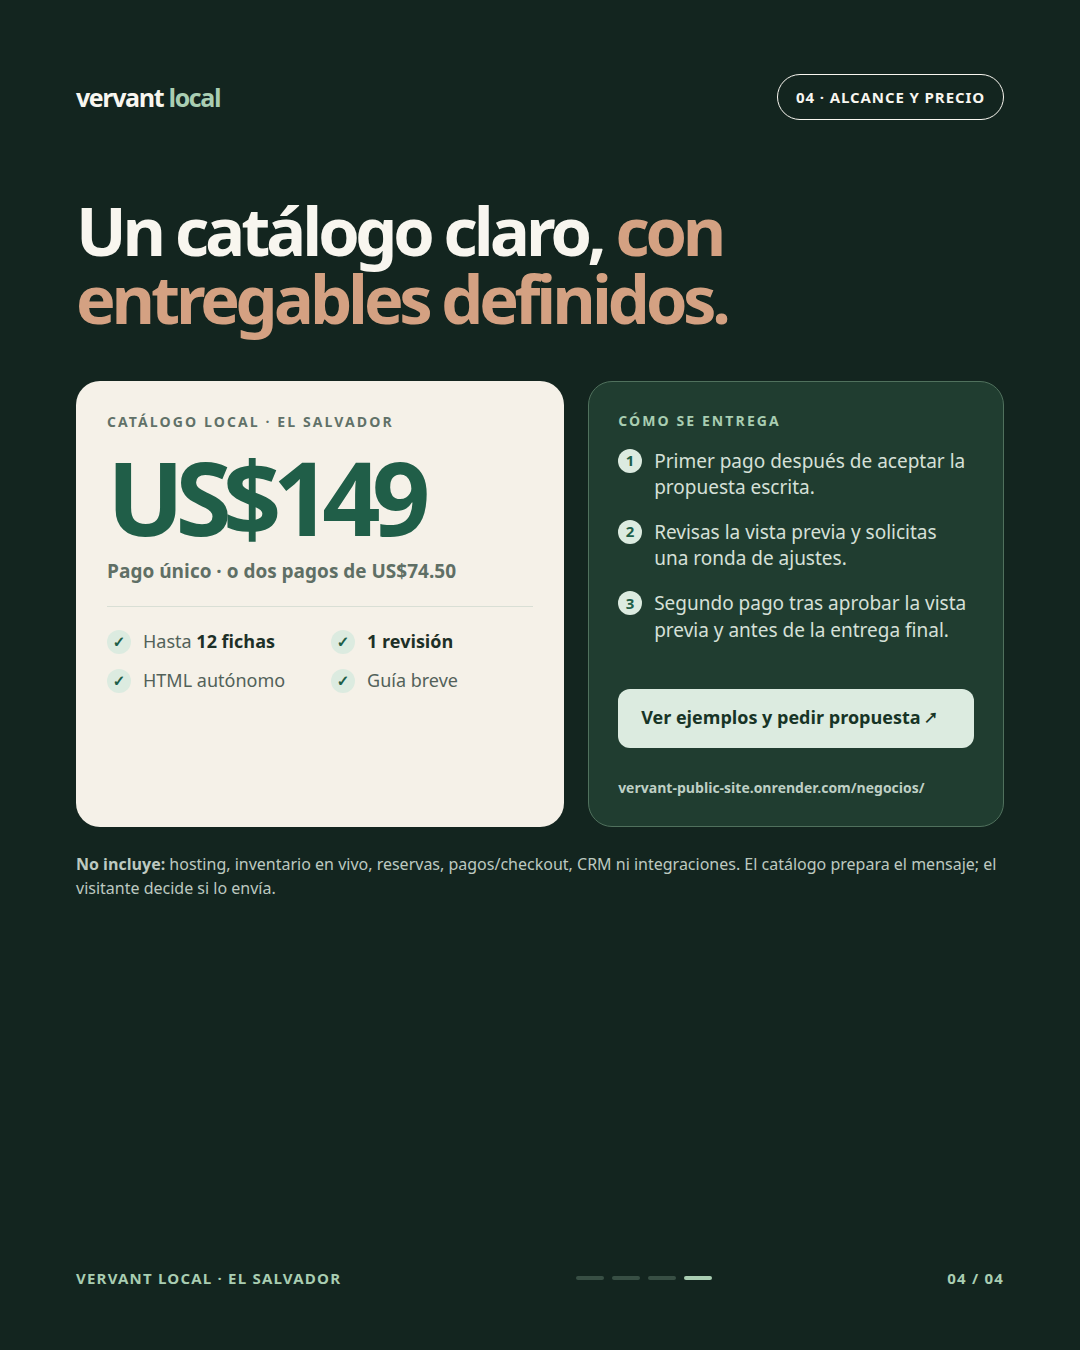 vervant local
04 · ALCANCE Y PRECIO
Un catálogo claro, con
entregables definidos.
CATÁLOGO LOCAL · EL SALVADOR
US$149
Pago único · o dos pagos de US$74.50
✓ Hasta 12 fichas
✓ 1 revisión
✓ HTML autónomo
✓ Guía breve
CÓMO SE ENTREGA
1 Primer pago después de aceptar la
propuesta escrita.
2 Revisas la vista previa y solicitas
una ronda de ajustes.
3 Segundo pago tras aprobar la vista
previa y antes de la entrega final.
Ver ejemplos y pedir propuesta ↗
vervant-public-site.onrender.com/negocios/
No incluye: hosting, inventario en vivo, reservas, pagos/checkout, CRM ni integraciones. El catálogo prepara el mensaje; el
visitante decide si lo envía.
VERVANT LOCAL · EL SALVADOR
04 / 04